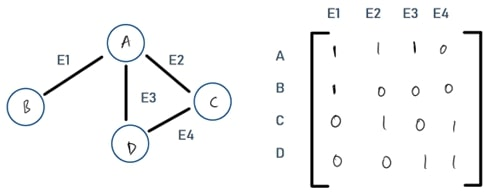 E1 E2 E3 E4
A
E1 E2
A 1 1 1 0
B 1 0 0 0
B E3 C
C 0 1 0 1
E4
D
D 0 0 1 1